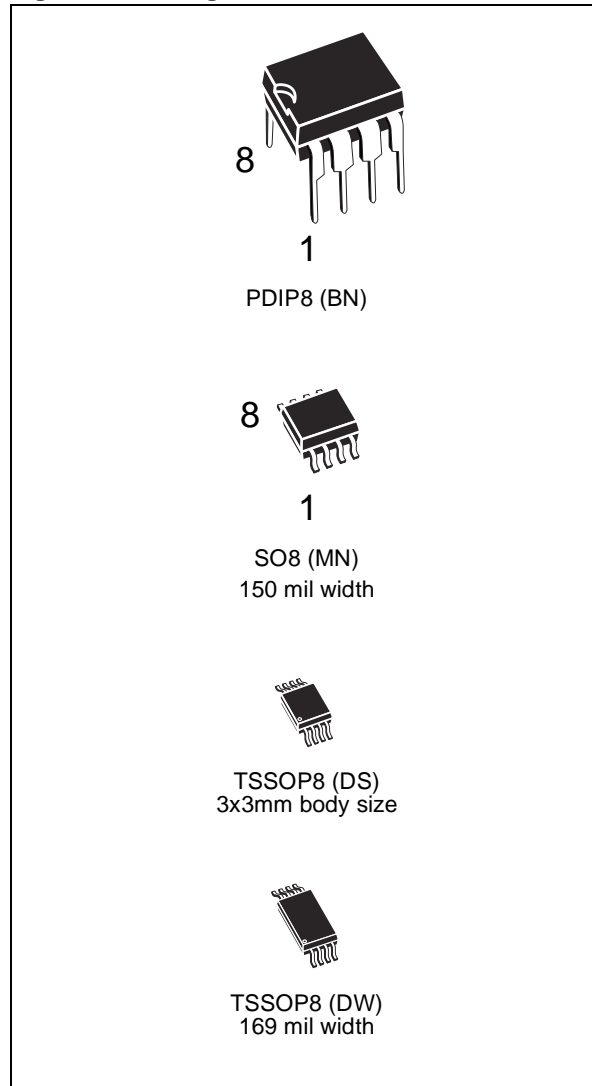 8
1
PDIP8 (BN)
8
1
SO8 (MN)
150 mil width
TSSOP8 (DS)
3x3mm body size
TSSOP8 (DW)
169 mil width